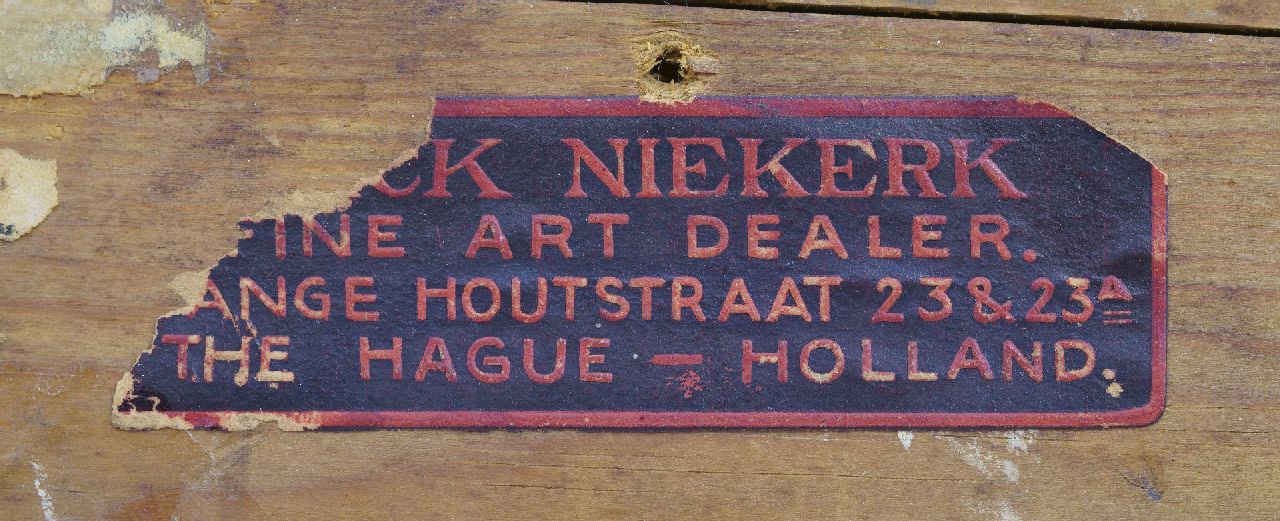 CK NIEKERK
FINE ART DEALER.
ANGE HOUTSTRAAT 23 & 23A
THE HAGUE — HOLLAND.